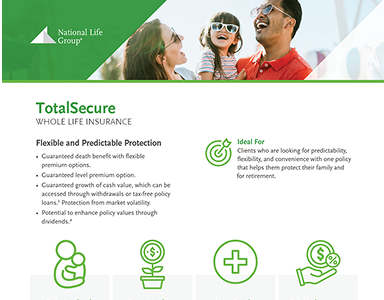 National Life
Group®
TotalSecure
WHOLE LIFE INSURANCE
Flexible and Predictable Protection
• Guaranteed death benefit with flexible
premium options.
• Guaranteed level premium option.
• Guaranteed growth of cash value, which can be
accessed through withdrawals or tax-free policy
loans. Protection from market volatility.
• Potential to enhance policy values through
dividends.
Ideal For
Clients who are looking for predictability,
flexibility, and convenience with one policy
that helps them protect their family and
for retirement.